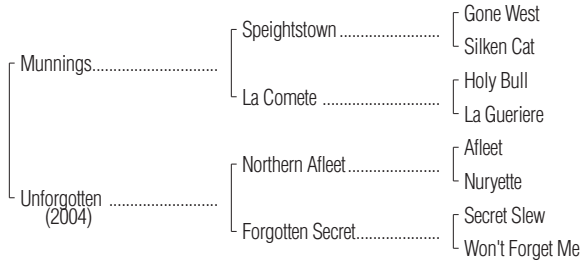 Gone West
Speightstown ....................
Silken Cat
Munnings..........................
Holy Bull
La Comete ........................
La Gueriere
Afleet
Northern Afleet...................
Nuryette
Unforgotten ......................
(2004)
Secret Slew
Forgotten Secret.................
Won't Forget Me